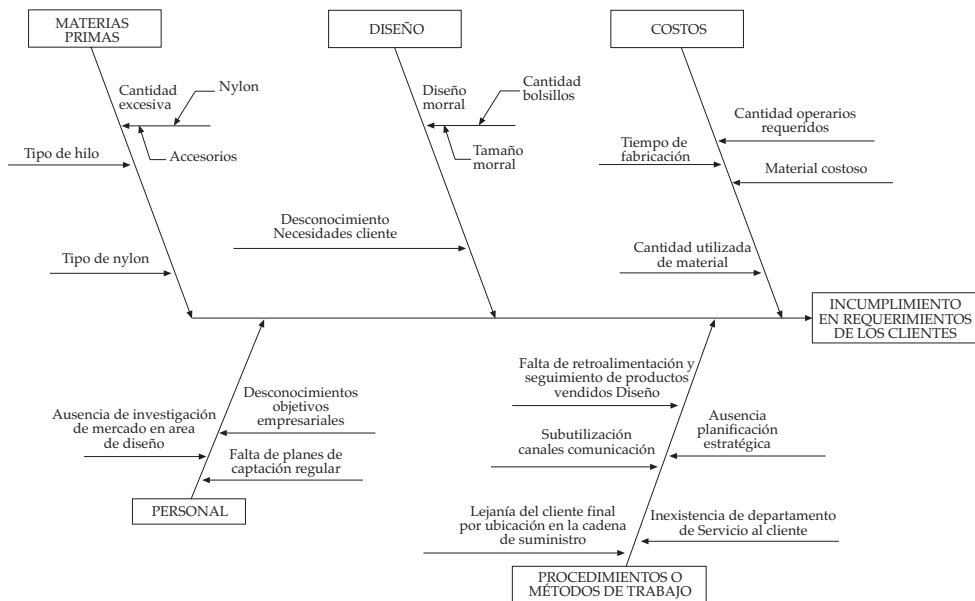 MATERIAS
PRIMAS
DISEÑO
COSTOS
Cantidad
excesiva
Nylon
Accesorios
Tipo de hilo
Tipo de nylon
Diseño
morral
Cantidad
bolsillos
Tamaño
morral
Desconocimiento
Necesidades cliente
Cantidad operarios
requeridos
Tiempo de
fabricación
Material costoso
Cantidad utilizada
de material
INCUMPLIMIENTO
EN REQUERIMIENTOS
DE LOS CLIENTES
Desconocimientos
objetivos
empresariales
Ausencia de investigación
de mercado en area
de diseño
Falta de planes de
captación regular
PERSONAL
Falta de retroalimentación y
seguimiento de productos
vendidos Diseño
Ausencia
planificación
estratégica
Subutilización
canales comunicación
Lejanía del cliente final
por ubicación en la cadena
de suministro
Inexistencia de departamento
de Servicio al cliente
PROCEDIMIENTOS O
MÉTODOS DE TRABAJO